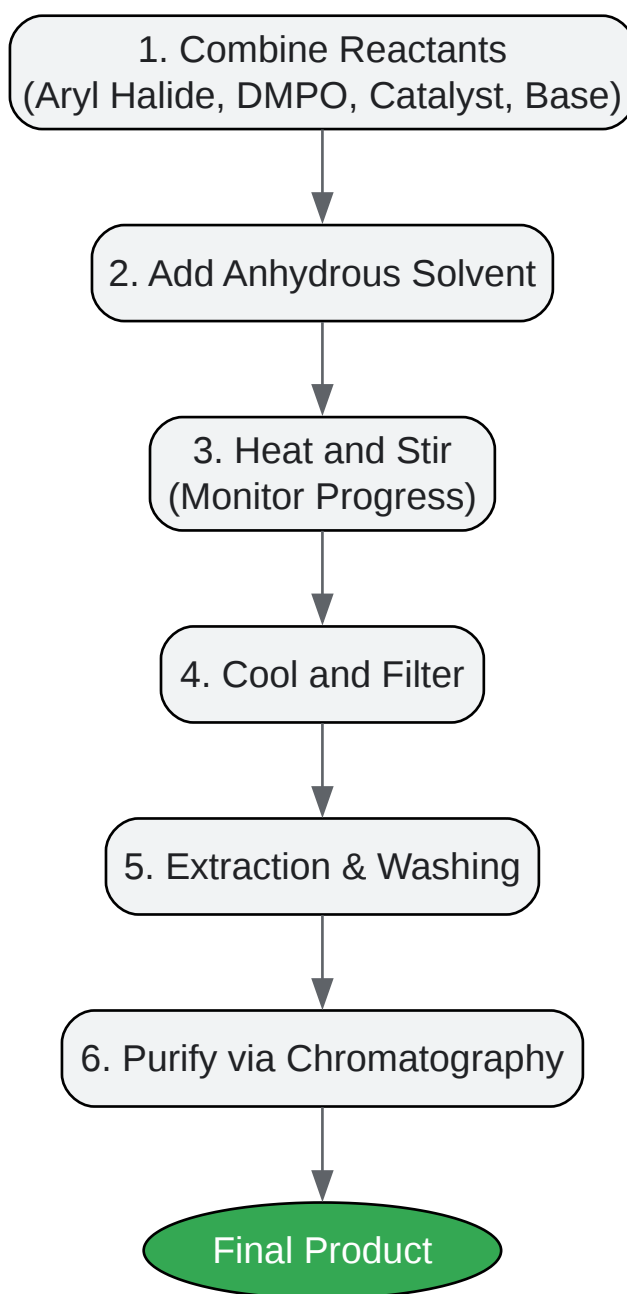 1. Combine Reactants
(Aryl Halide, DMPO, Catalyst, Base)
2. Add Anhydrous Solvent
3. Heat and Stir
(Monitor Progress)
4. Cool and Filter
5. Extraction & Washing
6. Purify via Chromatography
Final Product